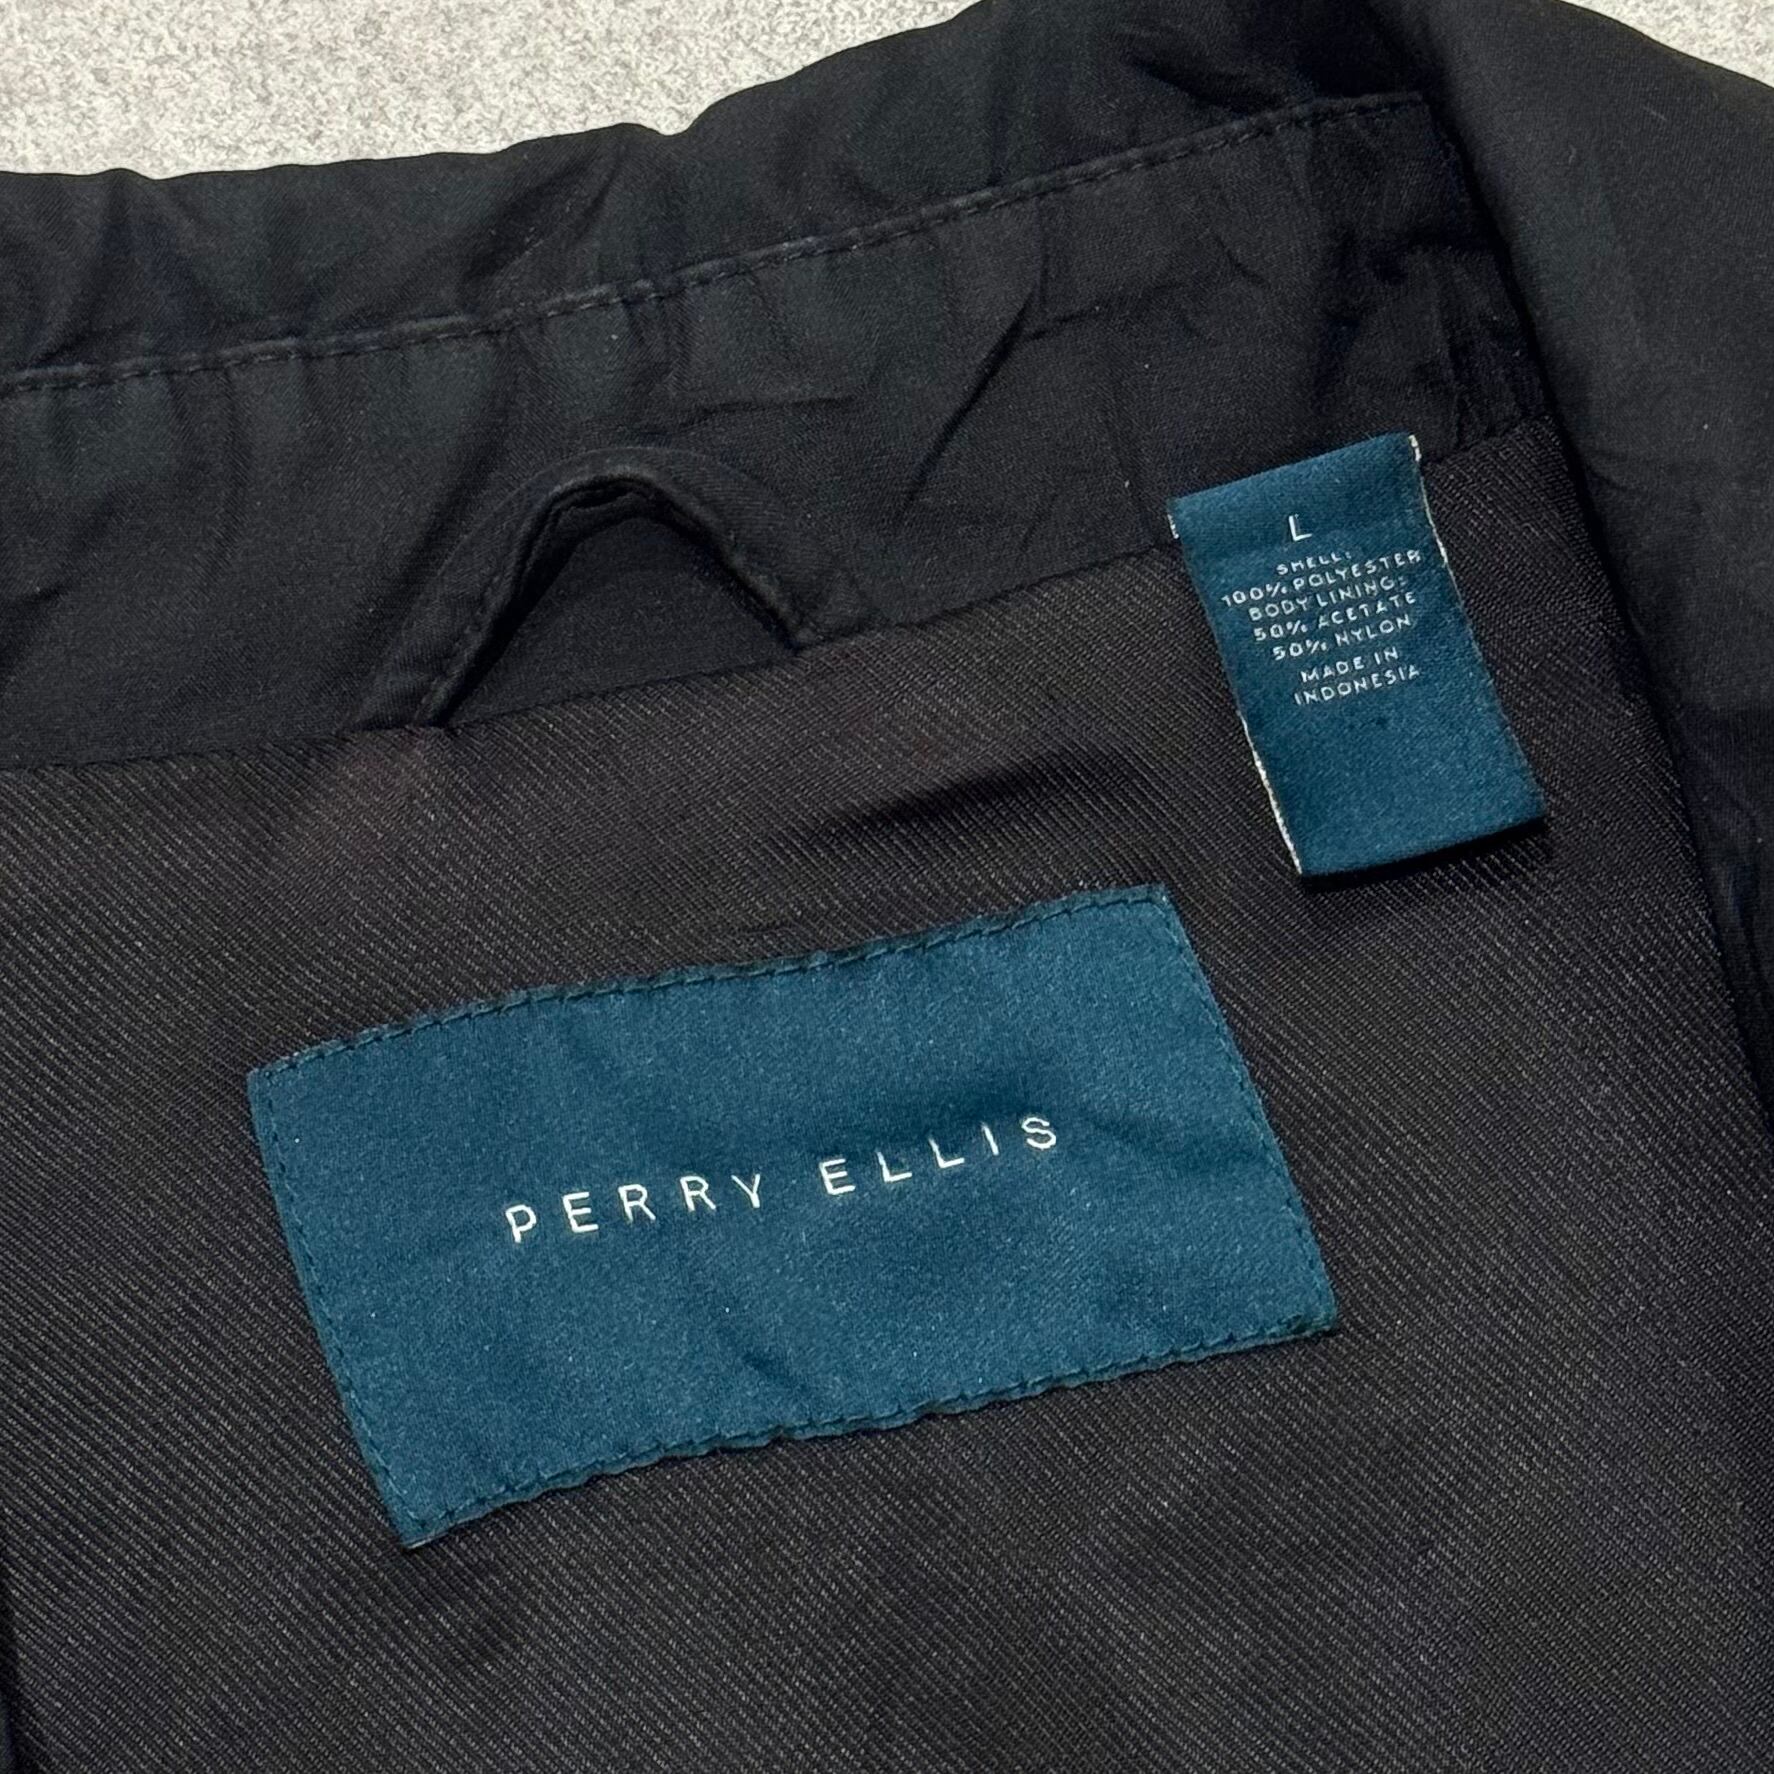 L
SHELL:
100% POLYESTER
BODY LINING:
50% ACETATE
50% NYLON
MADE IN
INDONESIA
PERRY ELLIS